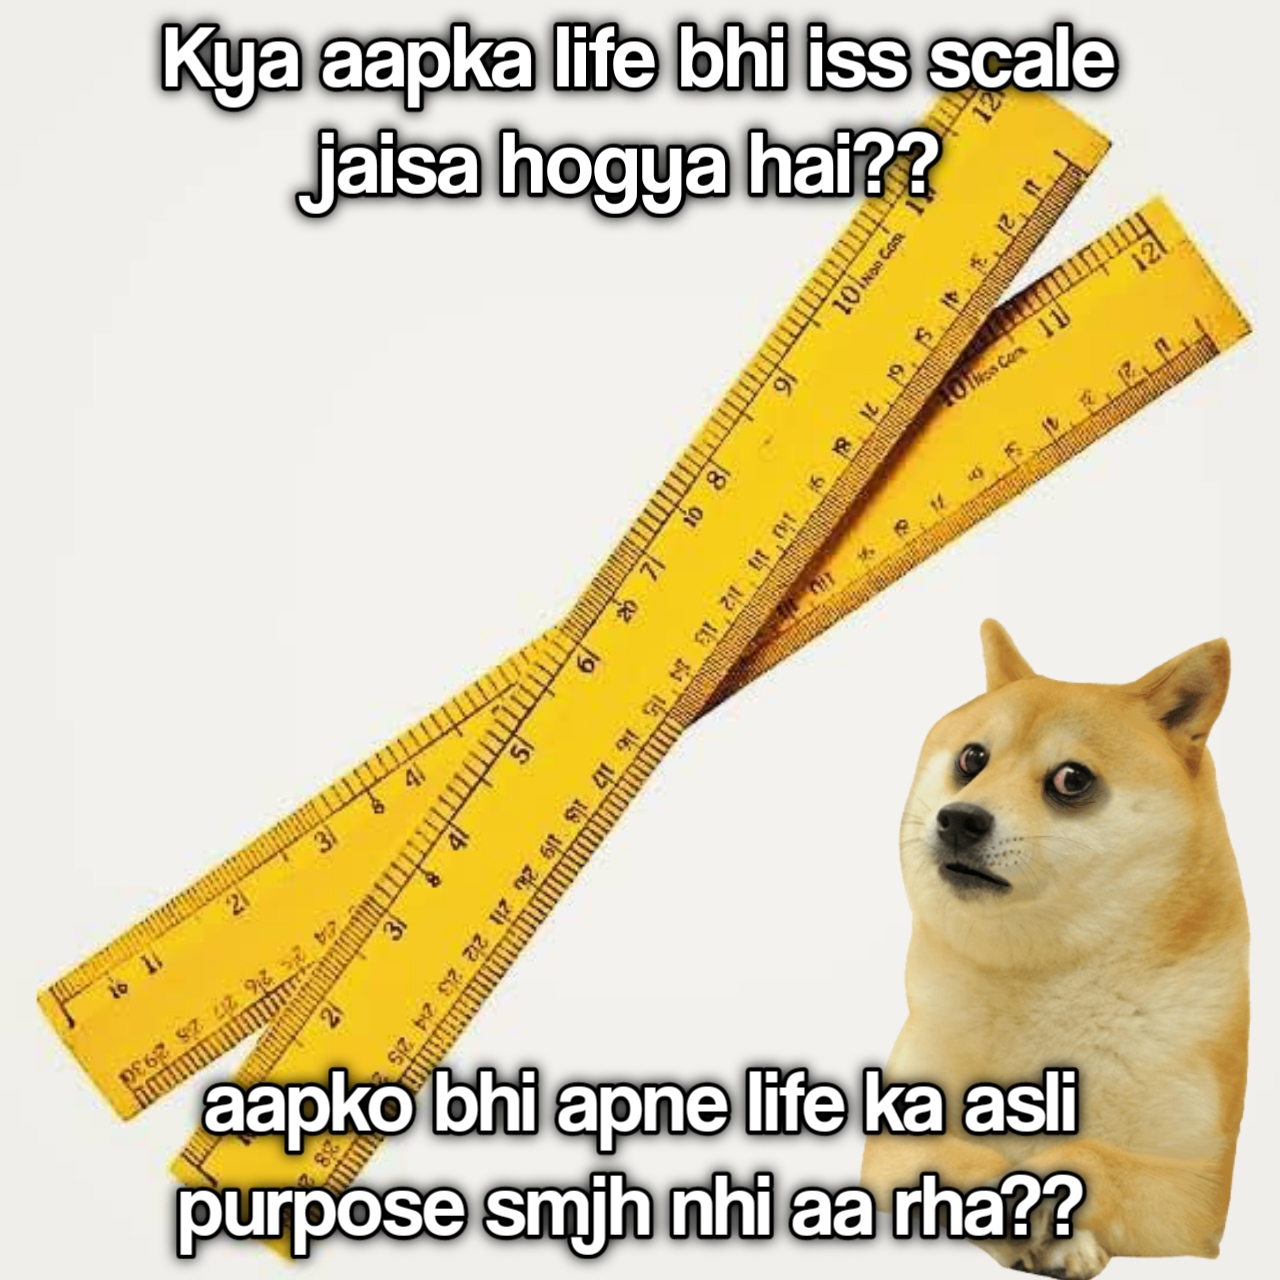 Kya aapka life bhi iss scale
jaisa hogya hai??
aapko bhi apne life ka asli
purpose smjh nhi aa rha??